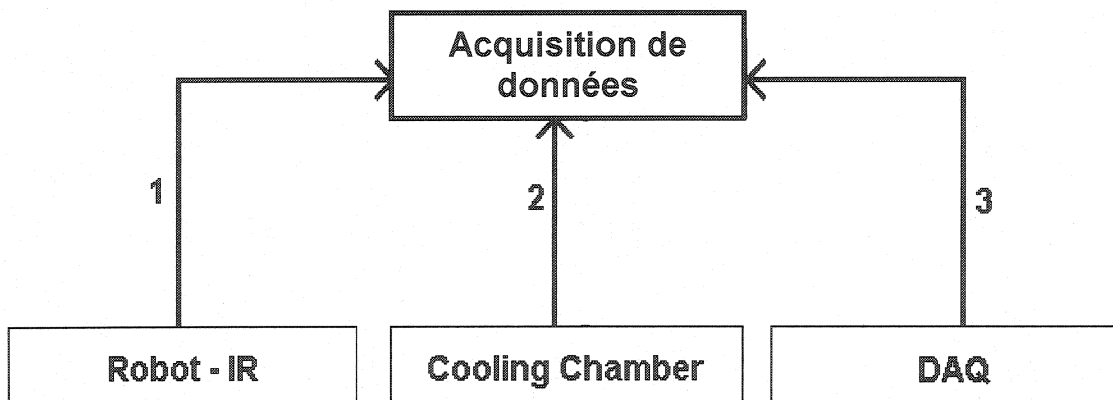 Acquisition de
données
1
2
3
Robot - IR
Cooling Chamber
DAQ